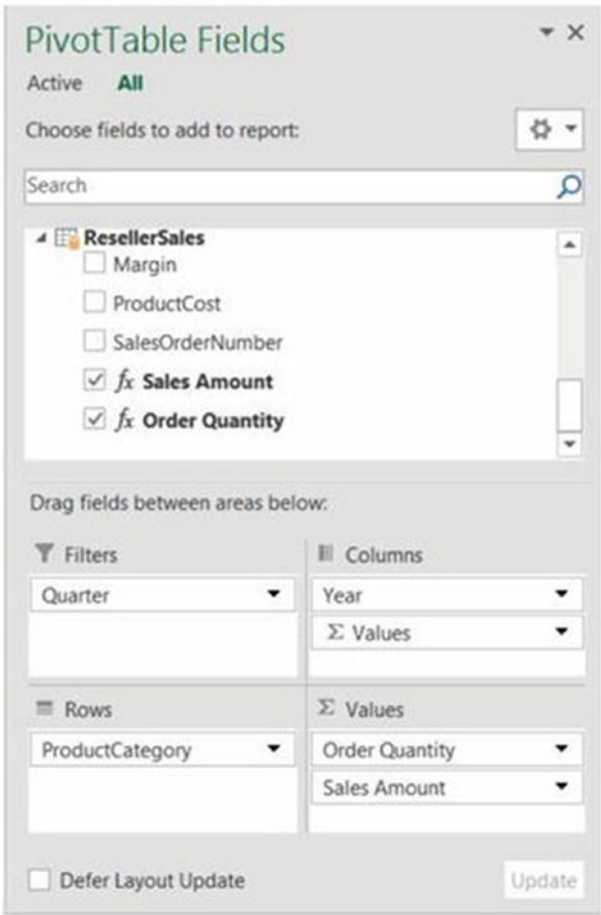 PivotTable Fields
Active All
Choose fields to add to report:
Search
ResellerSales
Margin
ProductCost
SalesOrderNumber
fx Sales Amount
fx Order Quantity
Drag fields between areas below:
Filters
Columns
Quarter
Year
Σ Values
Rows
Σ Values
ProductCategory
Order Quantity
Sales Amount
Defer Layout Update
Update